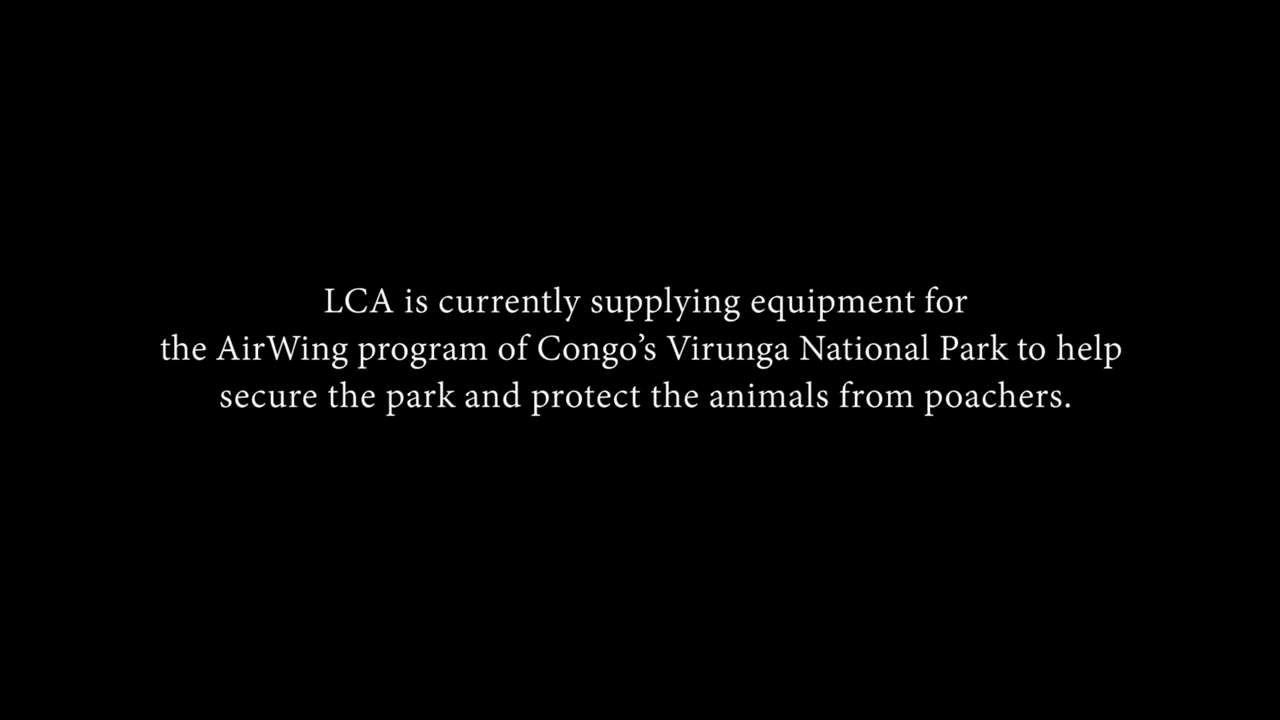 LCA is currently supplying equipment for
the AirWing program of Congo’s Virunga National Park to help
secure the park and protect the animals from poachers.